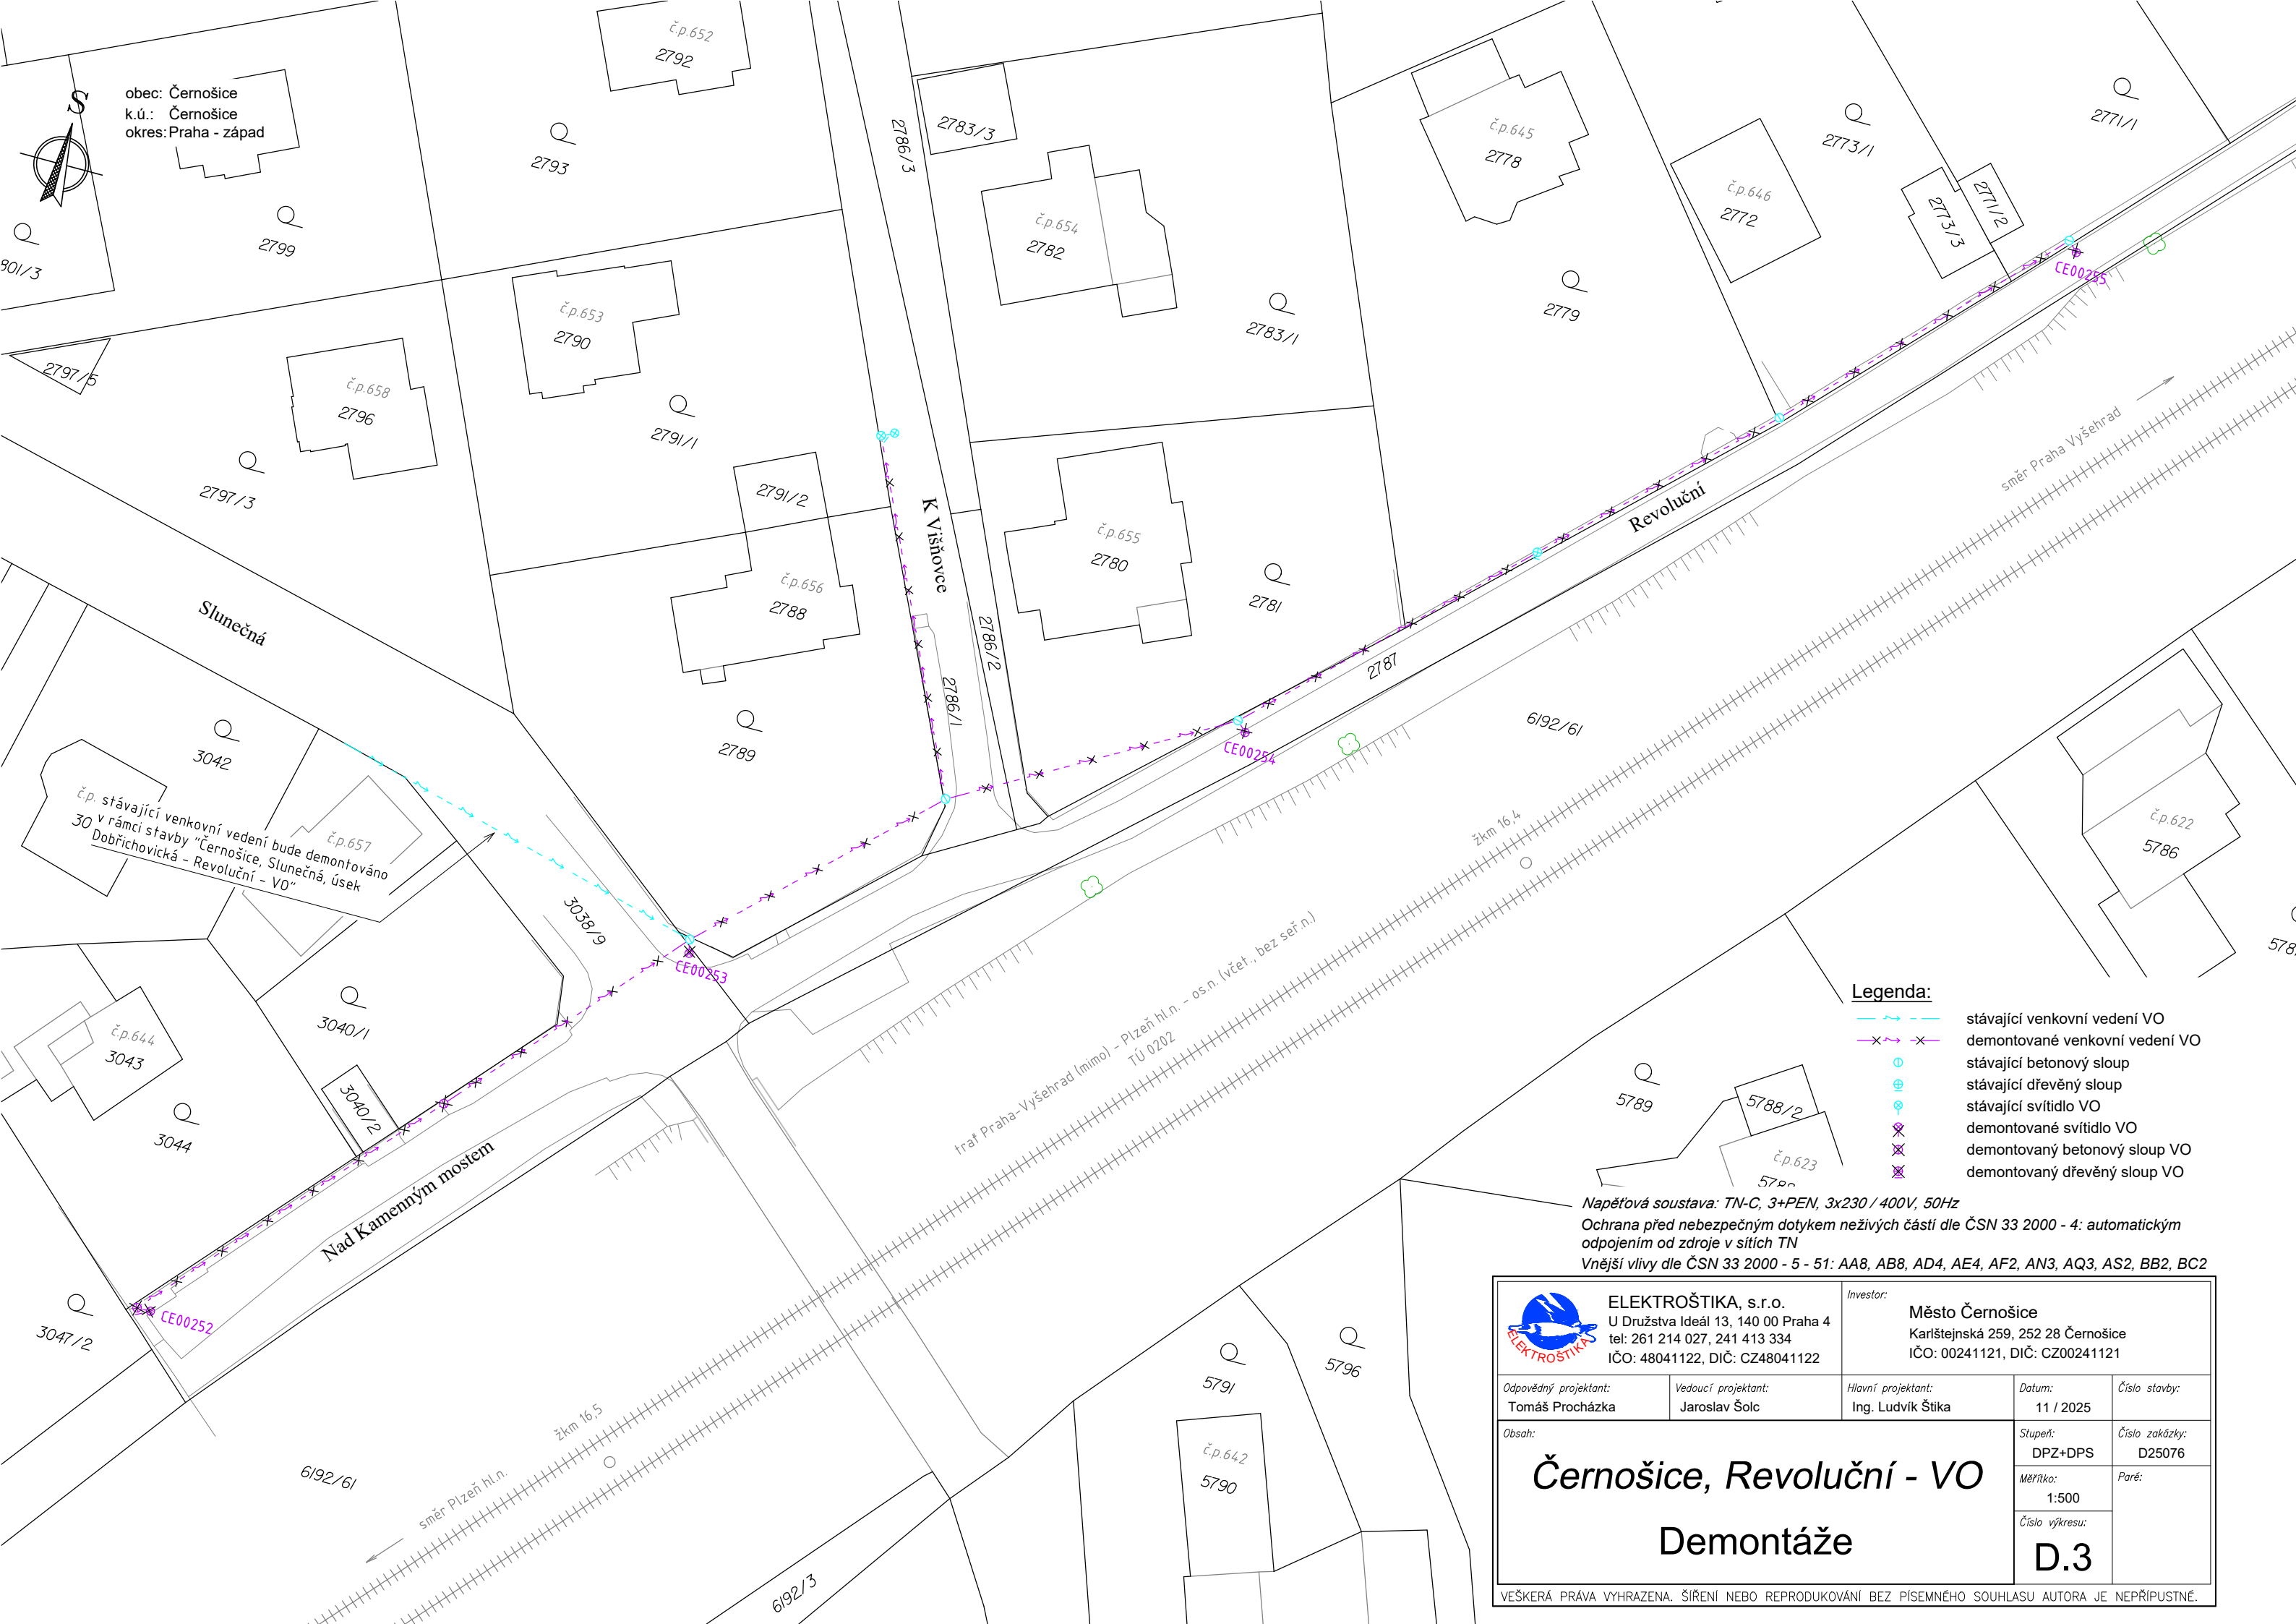 obec: Černošice
k.ú.: Černošice
okres: Praha - západ
S
č.p.652
2792
2793
2799
801/3
2786/3
2783/3
č.p.654
2782
2783/1
č.p.645
2778
2779
č.p.646
2772
2773/1
2771/1
2773/3
2771/2
CE00255
č.p.653
2790
2791/1
2791/2
2797/5
č.p.658
2796
2797/3
K Višňovce
č.p.655
2780
2781
2786/2
2786/1
č.p.656
2788
2789
Revoluční
směr Praha Vyšehrad
2787
6192/61
CE00254
Slunečná
3042
č.p.
30
stávající venkovní vedení bude demontováno
v rámci stavby "Černošice, Slunečná, úsek
Dobřichovická - Revoluční - VO"
č.p.657
3038/9
CE00253
žkm 16,4
č.p.622
5786
578
3040/1
č.p.644
3043
3040/2
3044
Nad Kamenným mostem
CE00252
3047/2
trať Praha-Vyšehrad (mimo) - Plzeň hl.n. - os.n. (včet., bez seř.n.)
TÚ 0202
5789
5788/2
č.p.623
5791
5796
č.p.642
5790
žkm 16,5
směr Plzeň hl.n.
6192/61
6192/3
Legenda:
stávající venkovní vedení VO
demontované venkovní vedení VO
stávající betonový sloup
stávající dřevěný sloup
stávající svítidlo VO
demontované svítidlo VO
demontovaný betonový sloup VO
demontovaný dřevěný sloup VO
Napěťová soustava: TN-C, 3+PEN, 3x230 / 400V, 50Hz
Ochrana před nebezpečným dotykem neživých částí dle ČSN 33 2000 - 4: automatickým
odpojením od zdroje v sítích TN
Vnější vlivy dle ČSN 33 2000 - 5 - 51: AA8, AB8, AD4, AE4, AF2, AN3, AQ3, AS2, BB2, BC2
ELEKTROŠTIKA
ELEKTROŠTIKA, s.r.o.
U Družstva Ideál 13, 140 00 Praha 4
tel: 261 214 027, 241 413 334
IČO: 48041122, DIČ: CZ48041122
Investor:
Město Černošice
Karlštejnská 259, 252 28 Černošice
IČO: 00241121, DIČ: CZ00241121
Odpovědný projektant:
Tomáš Procházka
Vedoucí projektant:
Jaroslav Šolc
Hlavní projektant:
Ing. Ludvík Štika
Datum:
11 / 2025
Číslo stavby:
Obsah:
Černošice, Revoluční - VO
Demontáže
Stupeň:
DPZ+DPS
Číslo zakázky:
D25076
Měřítko:
1:500
Paré:
Číslo výkresu:
D.3
VEŠKERÁ PRÁVA VYHRAZENA. ŠÍŘENÍ NEBO REPRODUKOVÁNÍ BEZ PÍSEMNÉHO SOUHLASU AUTORA JE NEPŘÍPUSTNÉ.